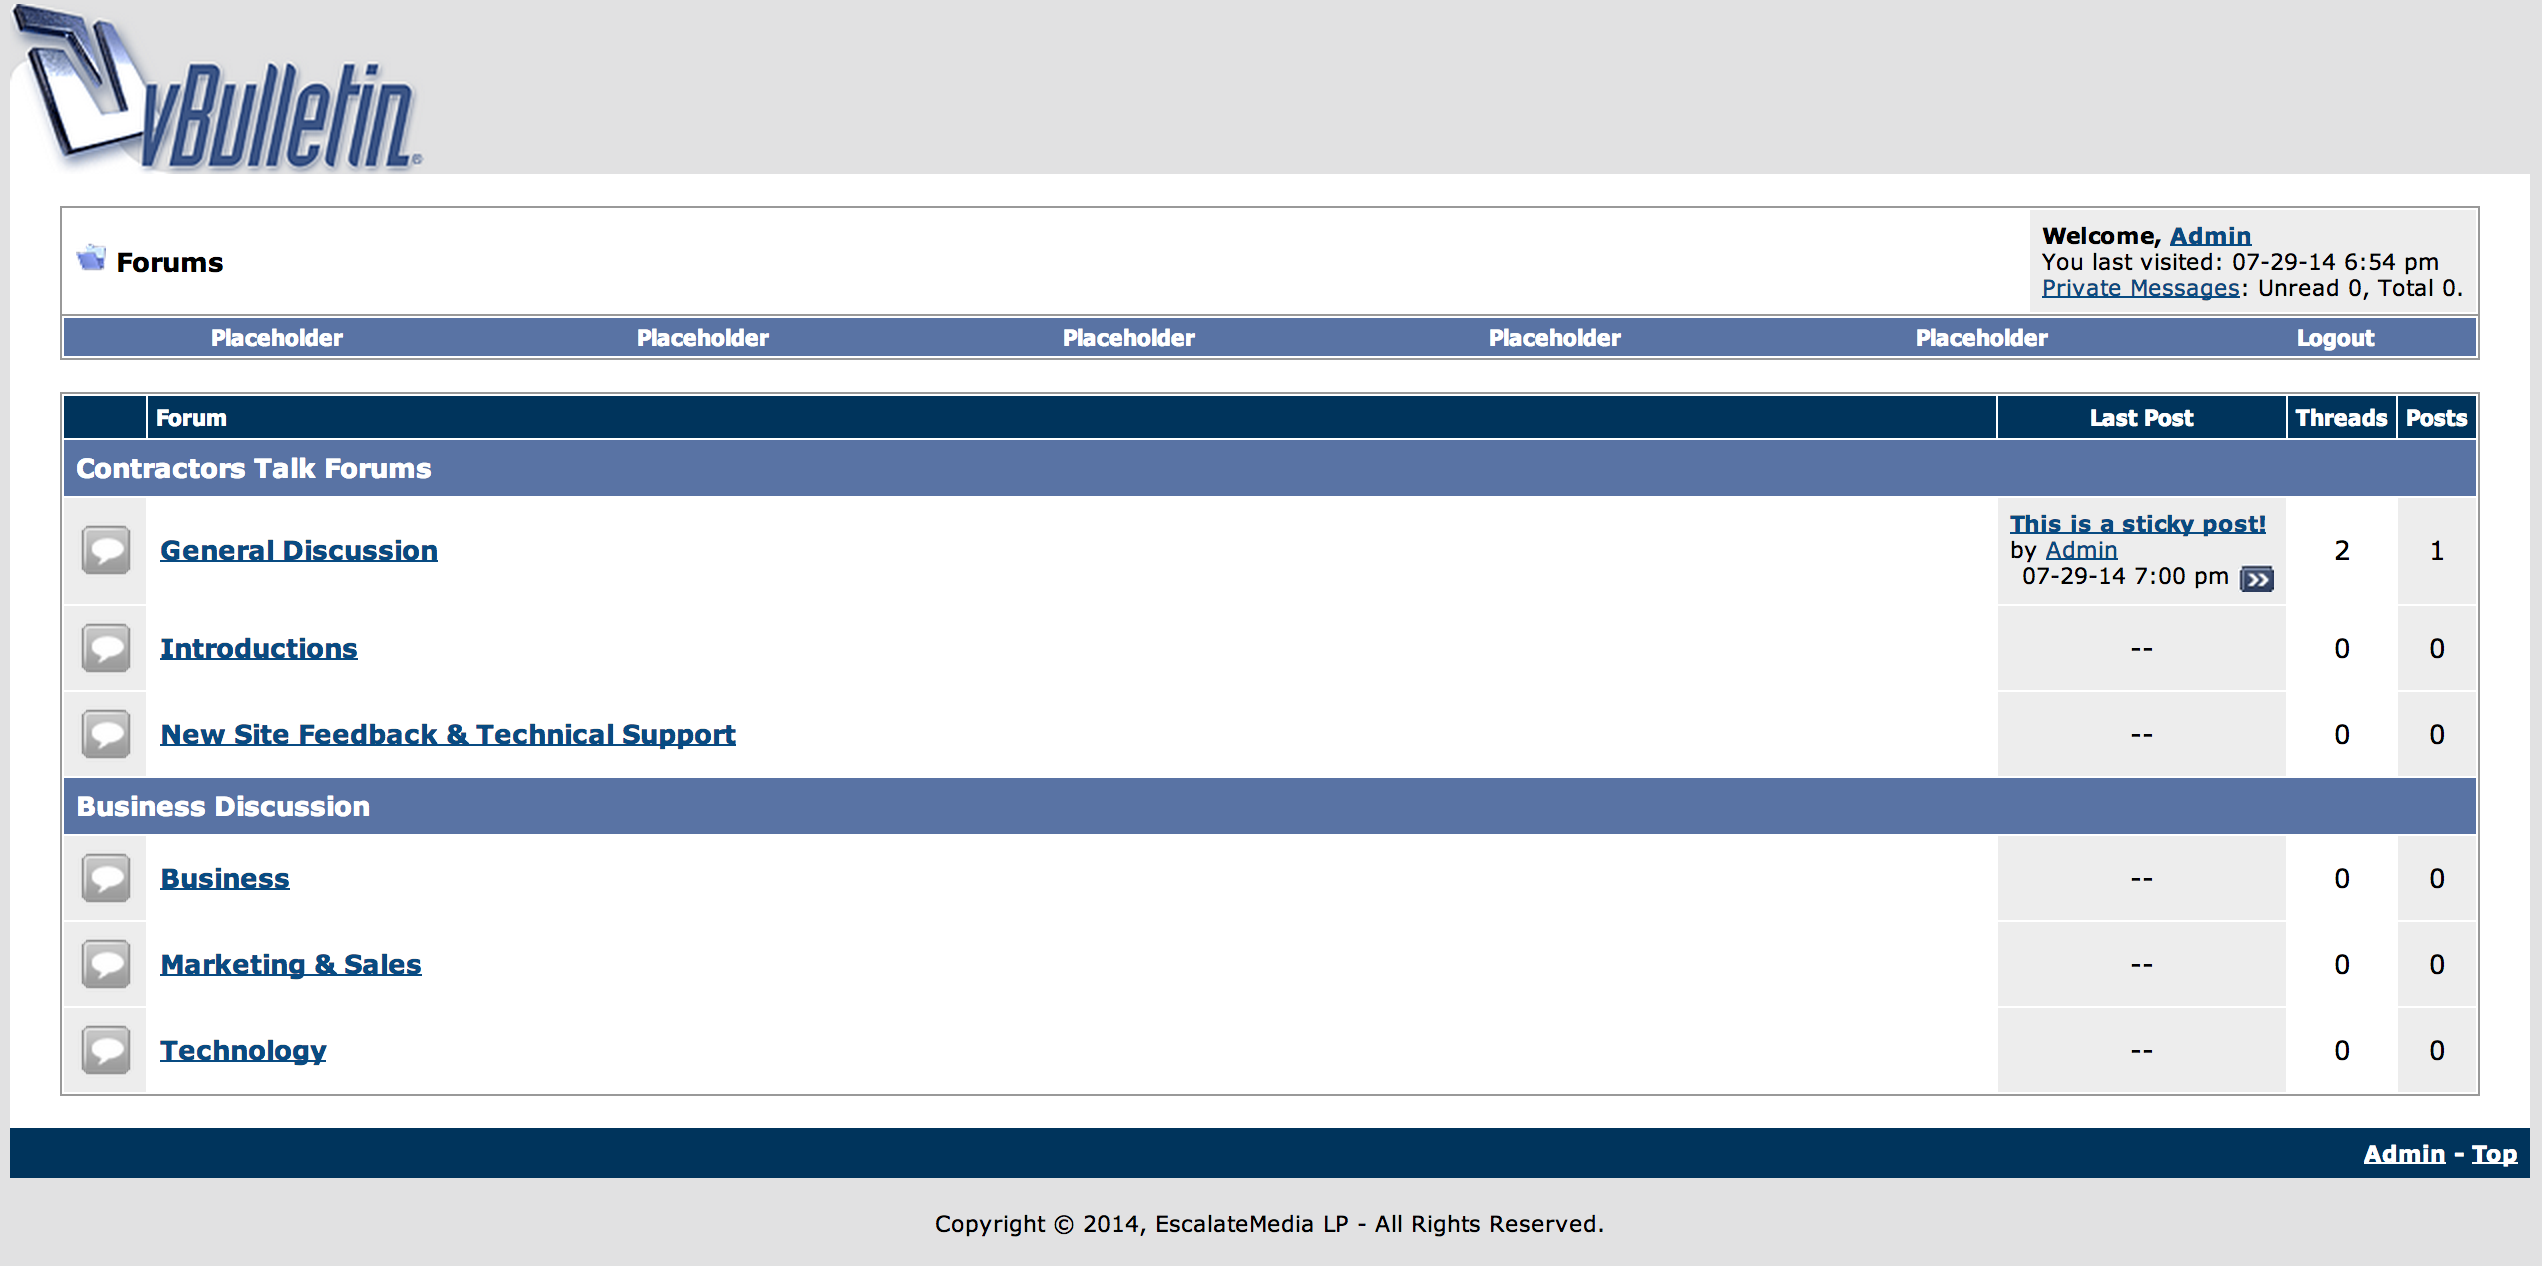 vBulletin®
Forums
Welcome, Admin
You last visited: 07-29-14 6:54 pm
Private Messages: Unread 0, Total 0.
Placeholder Placeholder Placeholder Placeholder Placeholder Logout
Forum Last Post Threads Posts
Contractors Talk Forums
This is a sticky post!
General Discussion by Admin 2 1
07-29-14 7:00 pm
Introductions -- 0 0
New Site Feedback & Technical Support -- 0 0
Business Discussion
Business -- 0 0
Marketing & Sales -- 0 0
Technology -- 0 0
Admin - Top
Copyright © 2014, EscalateMedia LP - All Rights Reserved.